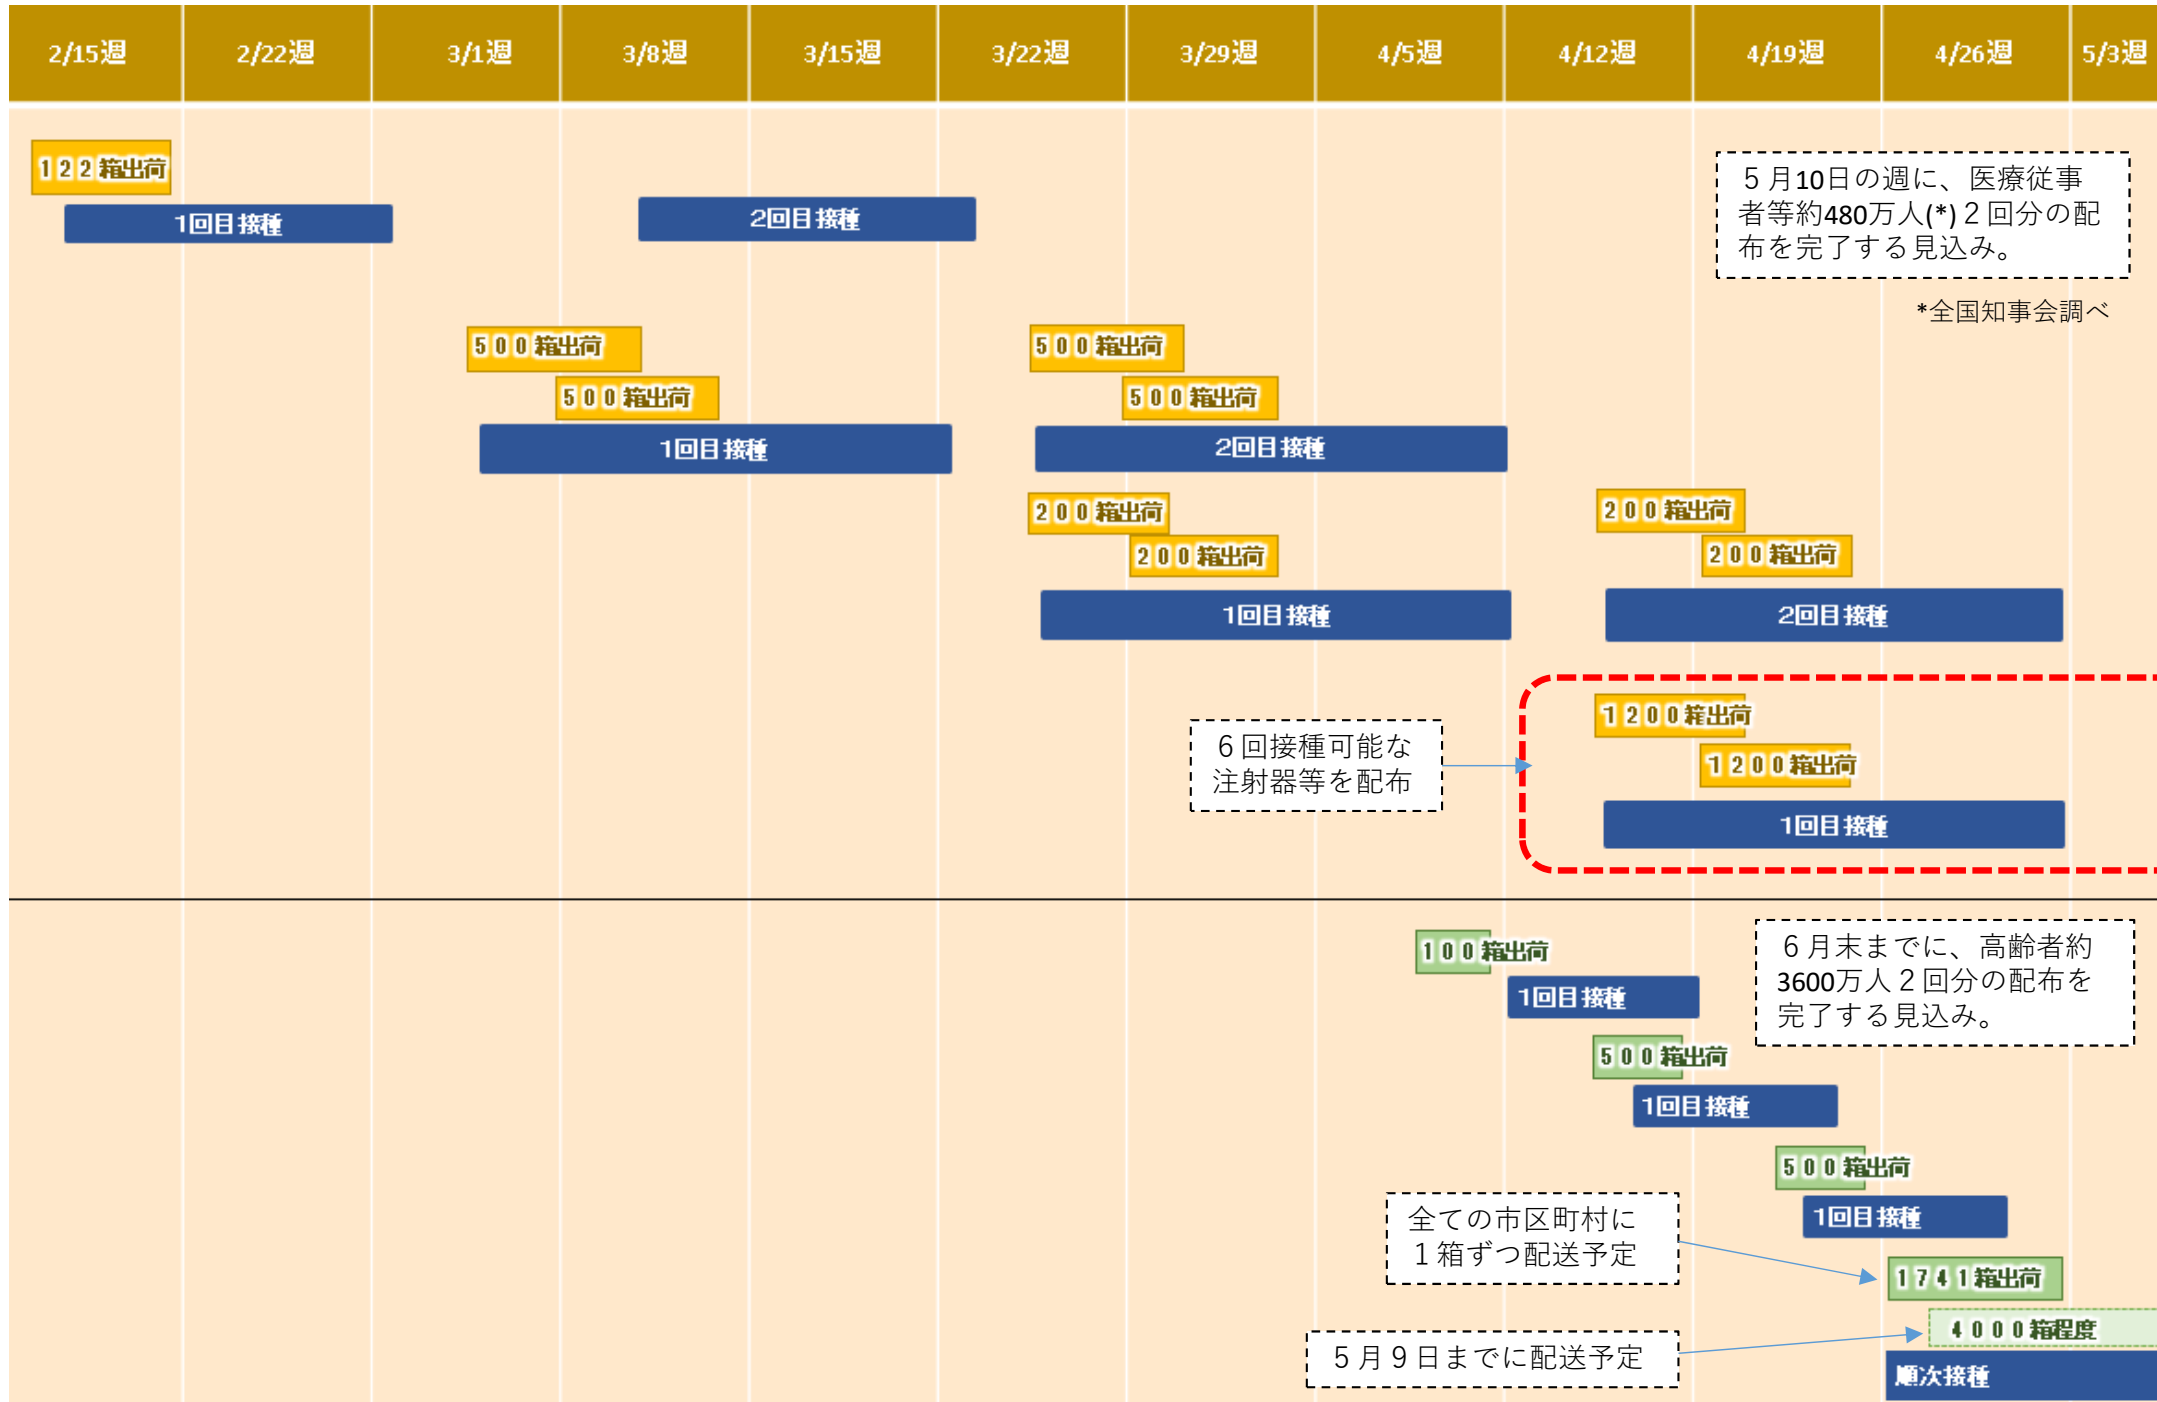 2/15週 2/22週 3/1週 3/8週 3/15週 3/22週 3/29週 4/5週 4/12週 4/19週 4/26週 5/3週
１２２箱出荷
1回目接種
2回目接種
５月10日の週に、医療従事
者等約480万人(*)２回分の配
布を完了する見込み。
*全国知事会調べ
５００箱出荷
５００箱出荷
1回目接種
５００箱出荷
５００箱出荷
2回目接種
２００箱出荷
２００箱出荷
1回目接種
２００箱出荷
２００箱出荷
2回目接種
６回接種可能な
注射器等を配布
１２００箱出荷
１２００箱出荷
1回目接種
１００箱出荷
1回目接種
６月末までに、高齢者約
3600万人２回分の配布を
完了する見込み。
５００箱出荷
1回目接種
５００箱出荷
1回目接種
全ての市区町村に
１箱ずつ配送予定
１７４１箱出荷
４０００箱程度
５月９日までに配送予定
順次接種